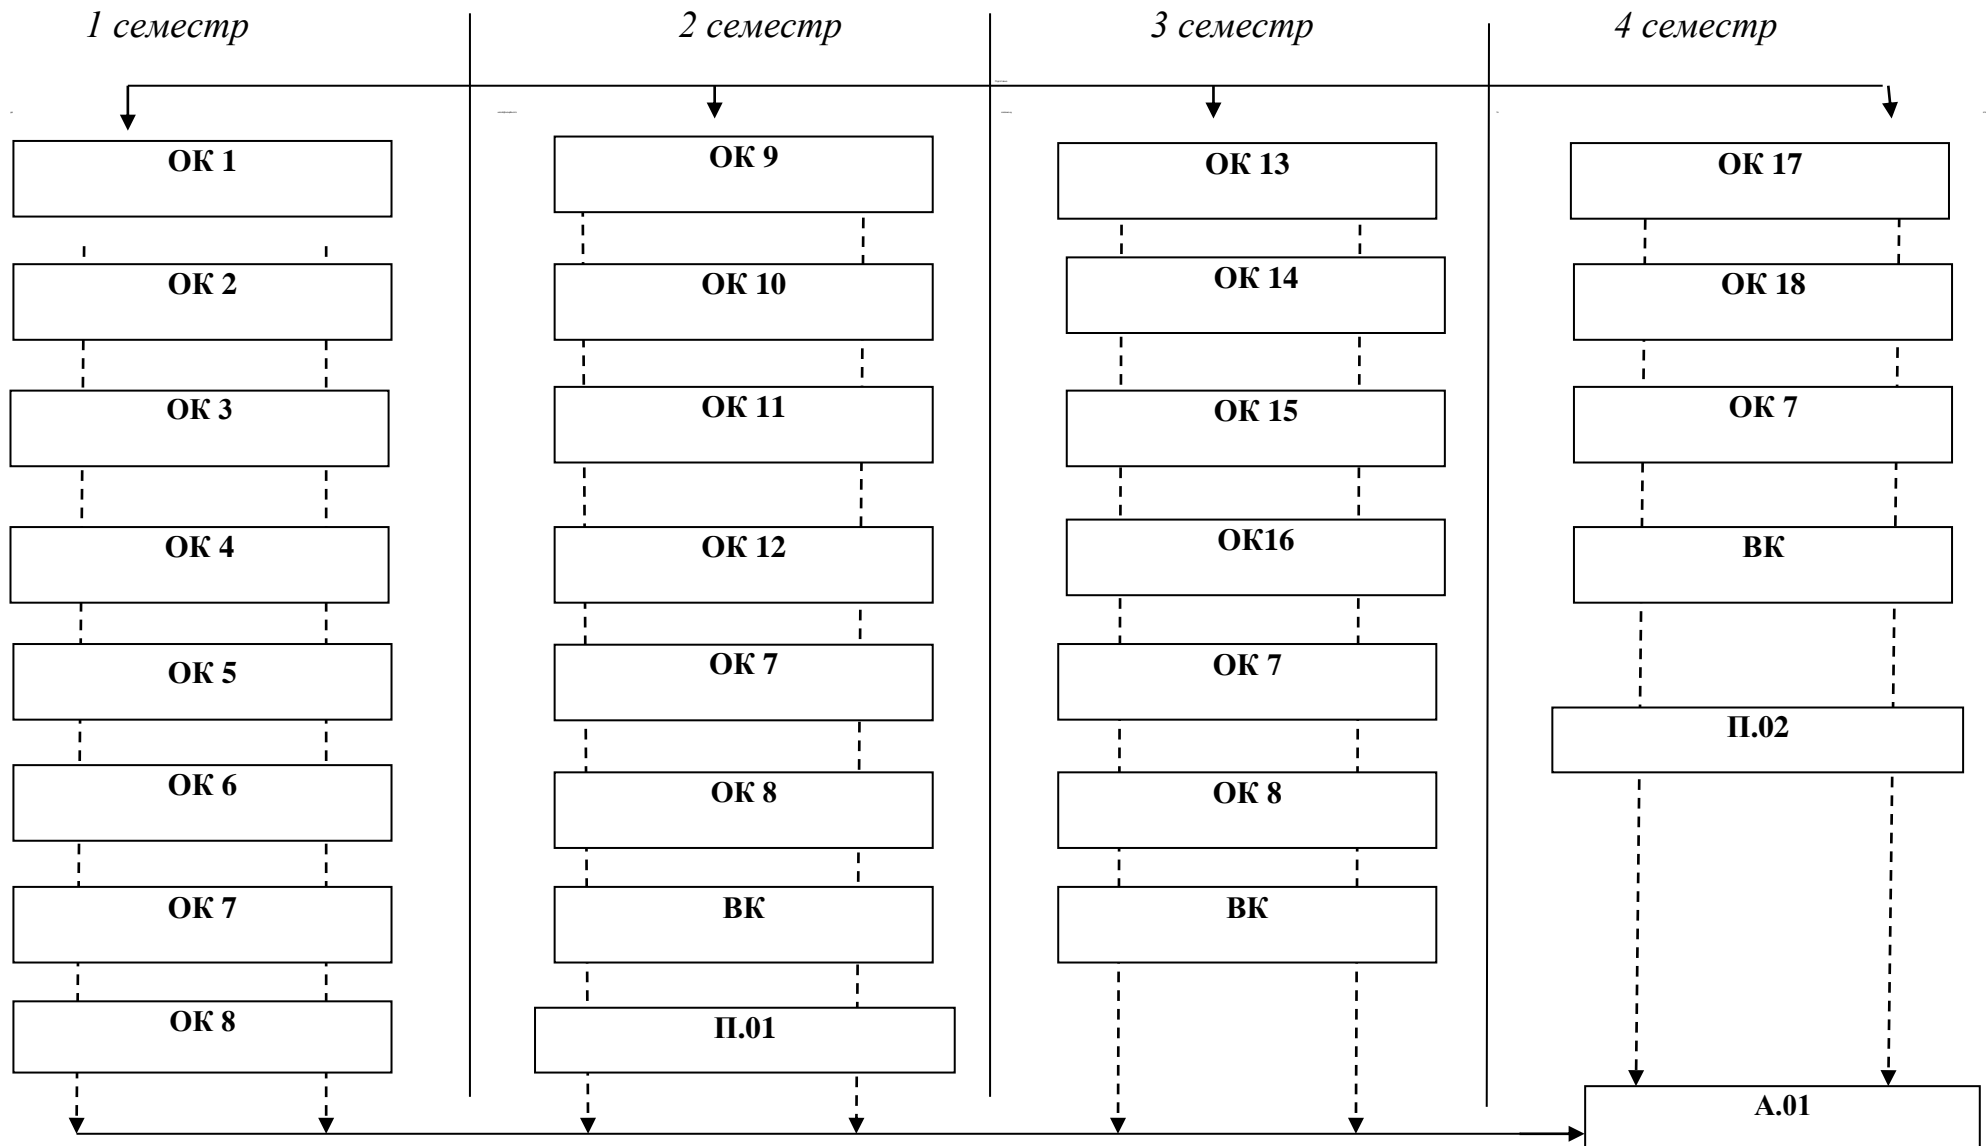 1 семестр
2 семестр
3 семестр
4 семестр
ОК 1
ОК 2
ОК 3
ОК 4
ОК 5
ОК 6
ОК 7
ОК 8
ОК 9
ОК 10
ОК 11
ОК 12
ОК 7
ОК 8
ВК
П.01
ОК 13
ОК 14
ОК 15
ОК16
ОК 7
ОК 8
ВК
ОК 17
ОК 18
ОК 7
ВК
П.02
А.01